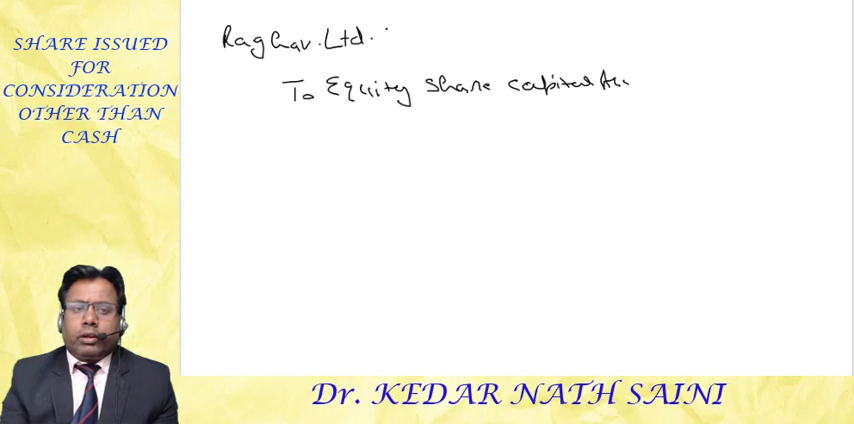 SHARE ISSUED
FOR
CONSIDERATION
OTHER THAN
CASH
Raghav. Ltd.
To Equity share capital A/c
Dr. KEDAR NATH SAINI